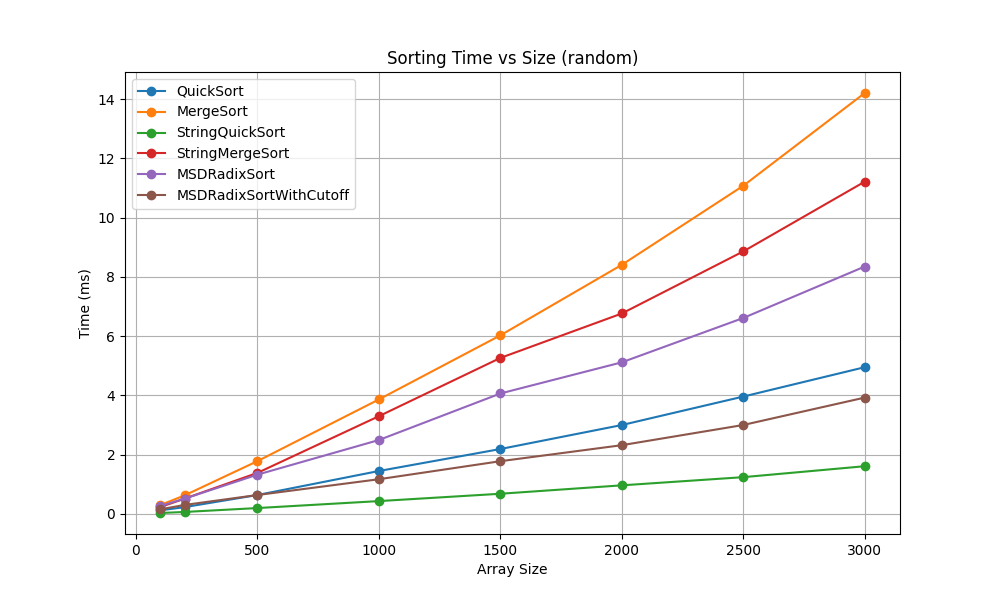 Sorting Time vs Size (random)
QuickSort
MergeSort
StringQuickSort
StringMergeSort
MSDRadixSort
MSDRadixSortWithCutoff
Time (ms)
14
12
10
8
6
4
2
0
0 500 1000 1500 2000 2500 3000
Array Size